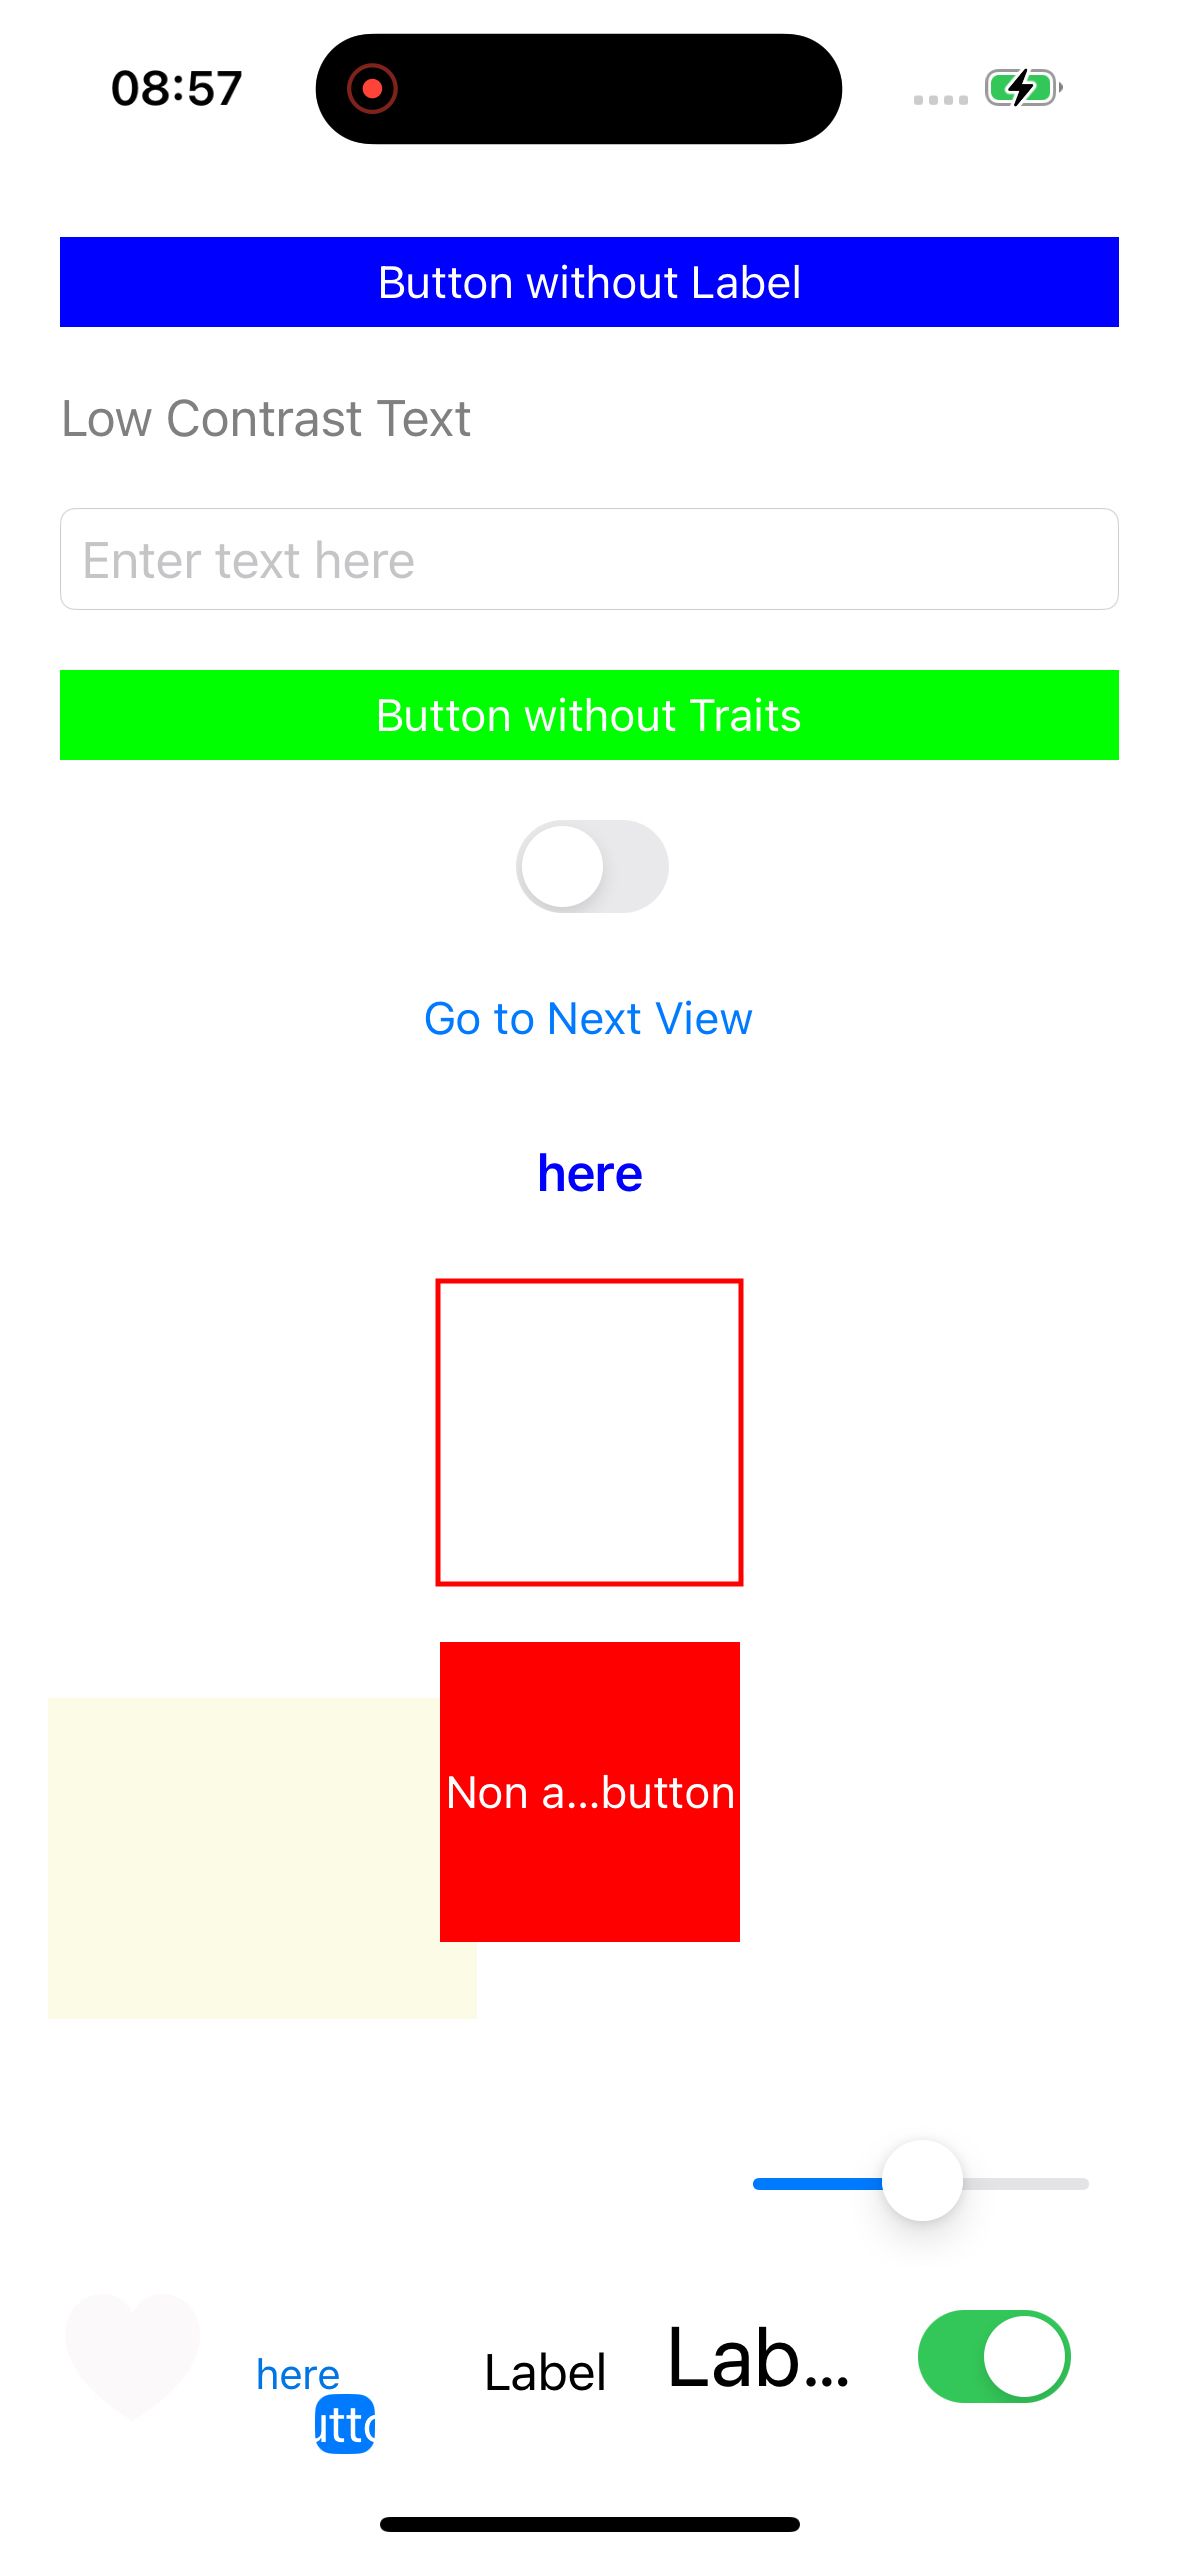 08:57
Button without Label
Low Contrast Text
Enter text here
Button without Traits
Go to Next View
here
Non a...button
here
Label
Lab...
utto